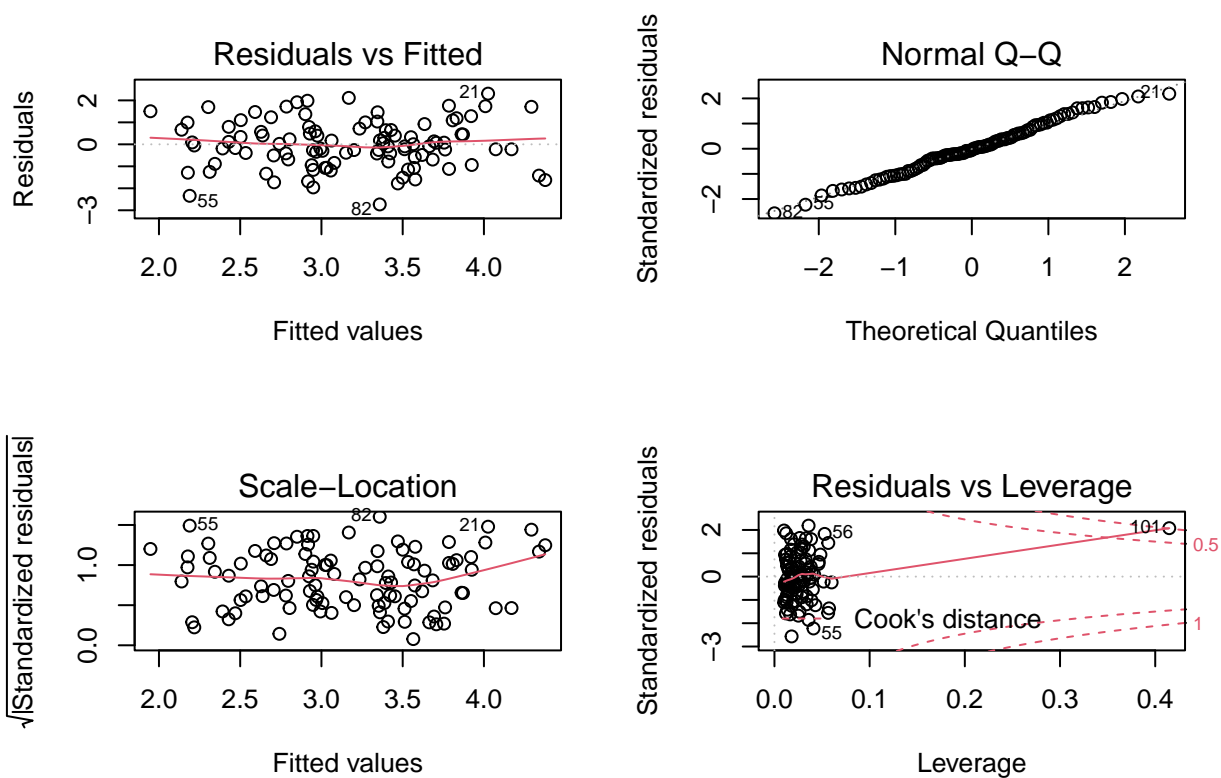 Residuals vs Fitted
Residuals
2
0
−3
21
55
82
2.0 2.5 3.0 3.5 4.0
Fitted values
Normal Q−Q
Standardized residuals
2
0
−2
21
55
82
−2 −1 0 1 2
Theoretical Quantiles
Scale−Location
√|Standardized residuals|
1.0
0.0
55
82
21
2.0 2.5 3.0 3.5 4.0
Fitted values
Residuals vs Leverage
Standardized residuals
2
0
−3
56
101
0.5
Cook's distance
1
55
0.0 0.1 0.2 0.3 0.4
Leverage